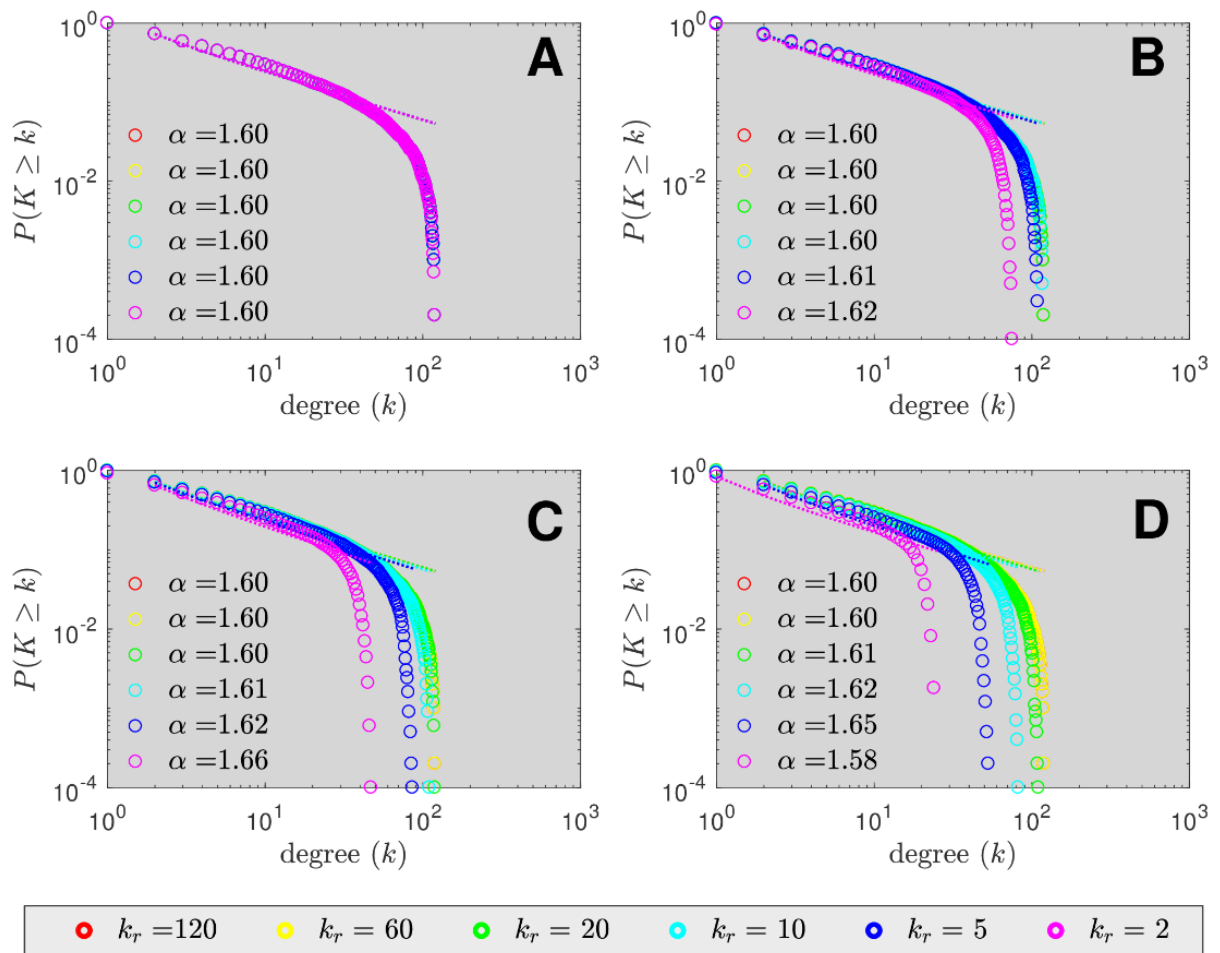 A
B
10^0
10^-2
10^-4
P(K ≥ k)
α =1.60
α =1.60
α =1.60
α =1.60
α =1.60
α =1.60
10^0
10^1
10^2
10^3
degree (k)
10^0
10^-2
10^-4
P(K ≥ k)
α =1.60
α =1.60
α =1.60
α =1.60
α =1.61
α =1.62
10^0
10^1
10^2
10^3
degree (k)
C
D
10^0
10^-2
10^-4
P(K ≥ k)
α =1.60
α =1.60
α =1.60
α =1.61
α =1.62
α =1.66
10^0
10^1
10^2
10^3
degree (k)
10^0
10^-2
10^-4
P(K ≥ k)
α =1.60
α =1.60
α =1.61
α =1.62
α =1.65
α =1.58
10^0
10^1
10^2
10^3
degree (k)
k_r =120 k_r = 60 k_r = 20 k_r = 10 k_r = 5 k_r = 2